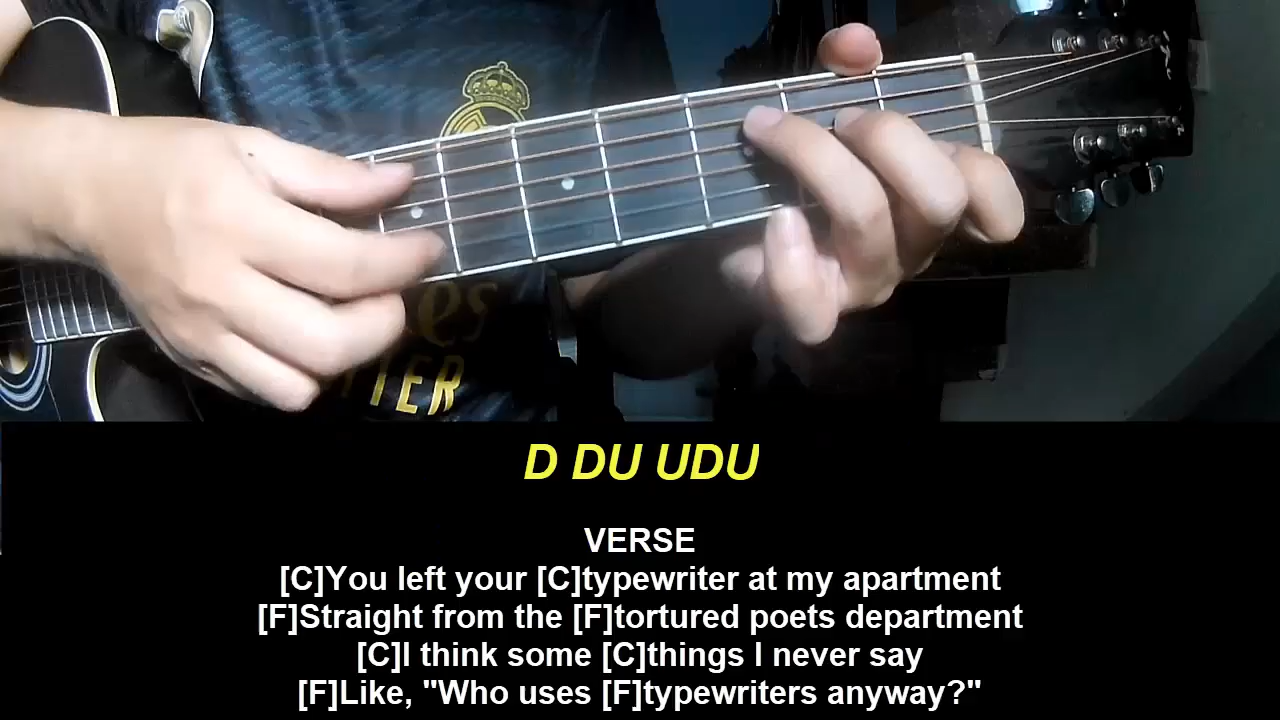 TTER
D DU UDU
VERSE
[C]You left your [C]typewriter at my apartment
[F]Straight from the [F]tortured poets department
[C]I think some [C]things I never say
[F]Like, "Who uses [F]typewriters anyway?"